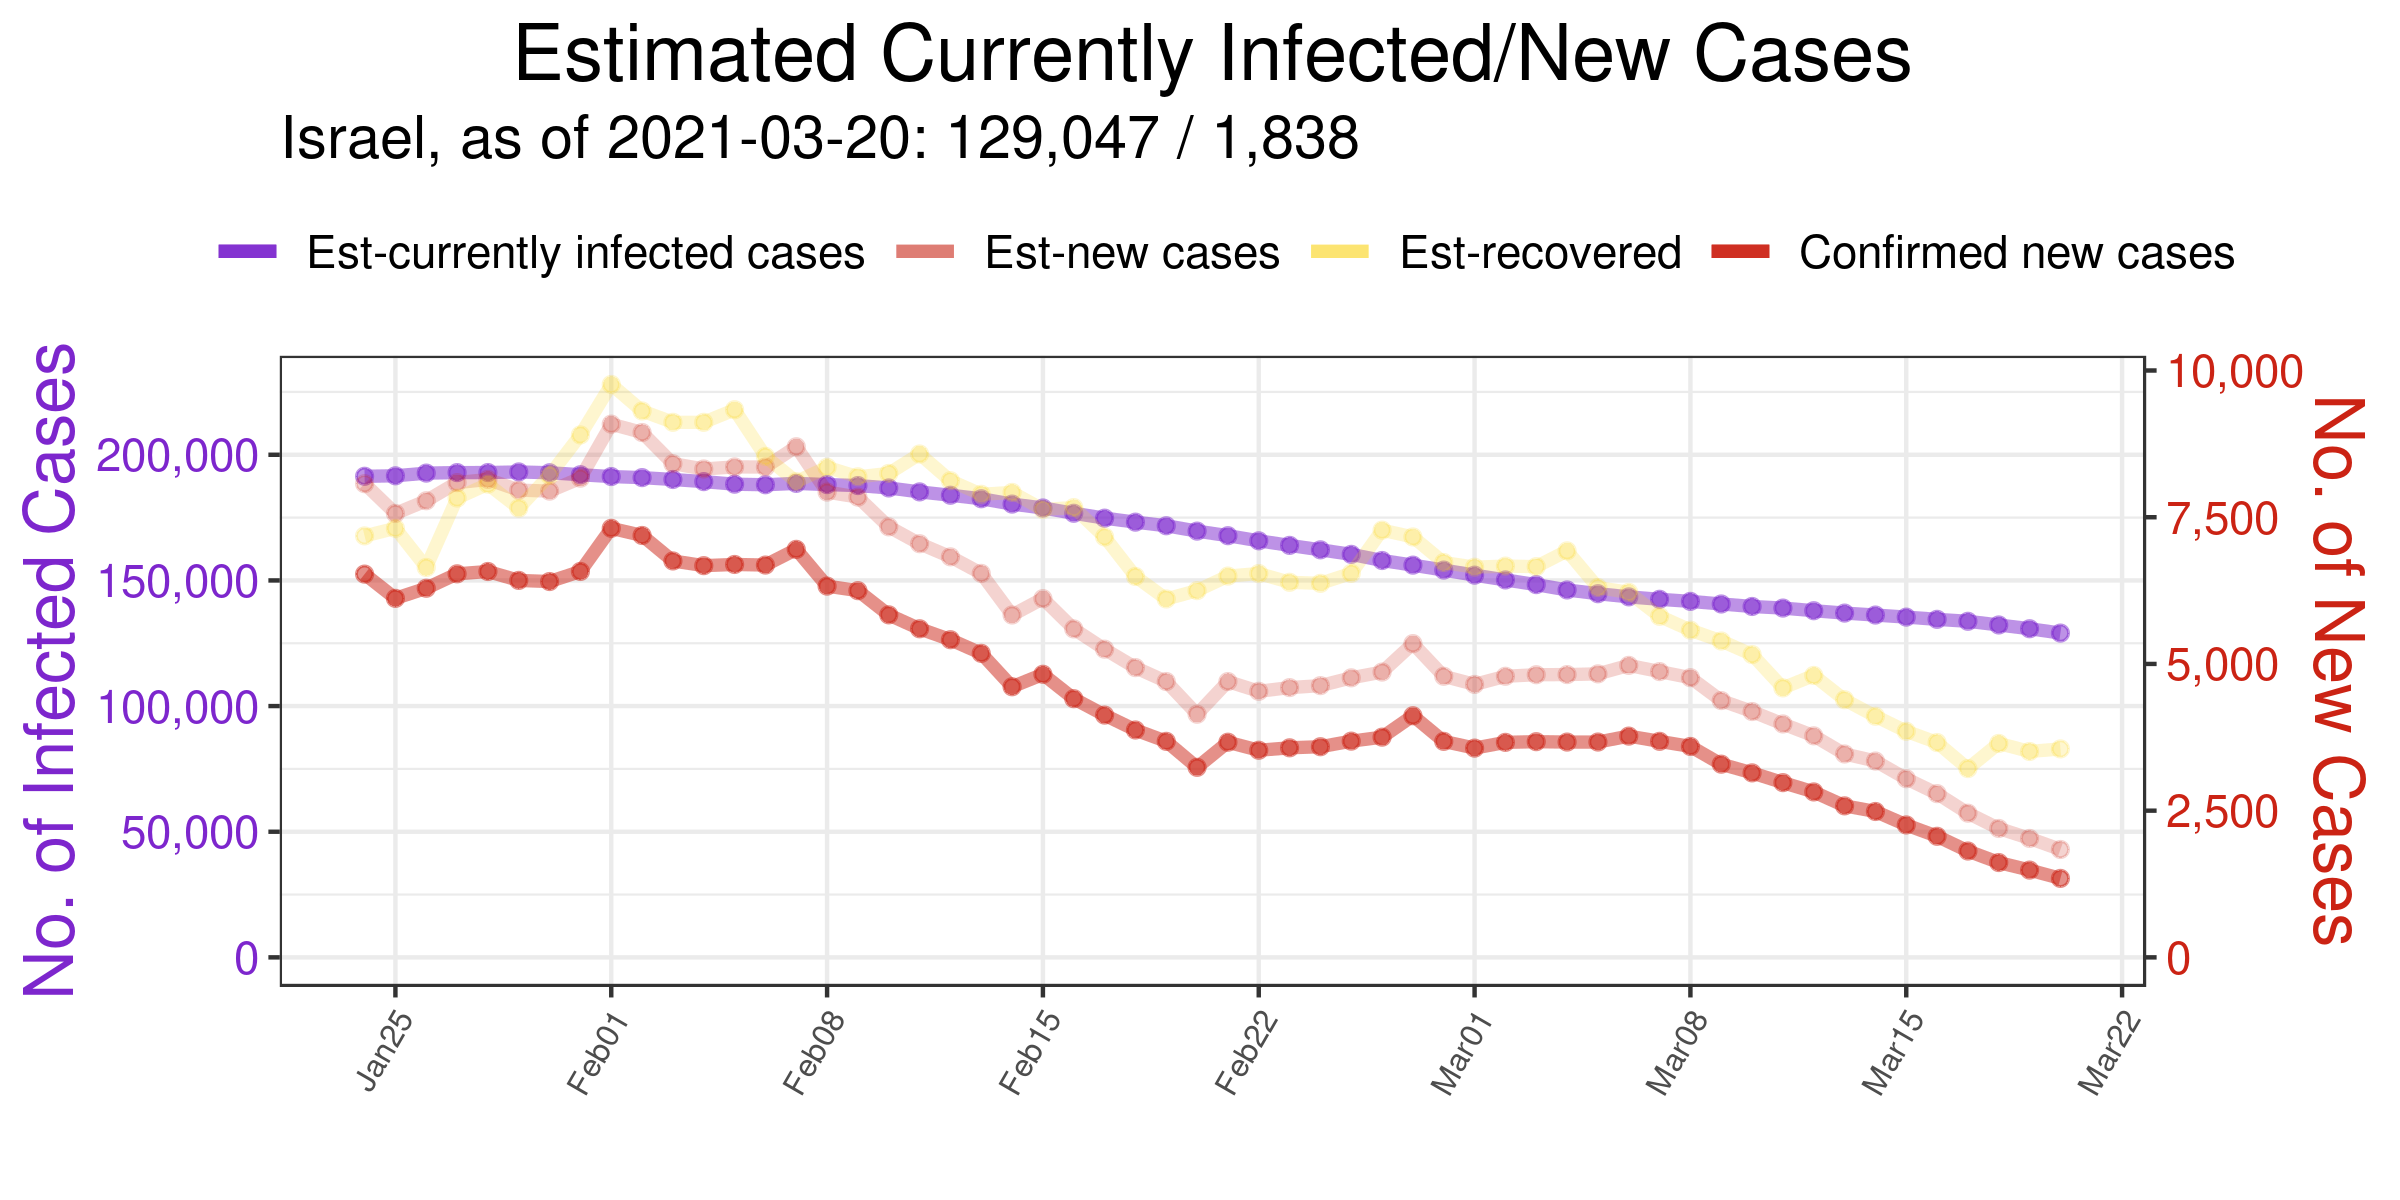 Estimated Currently Infected/New Cases
Israel, as of 2021-03-20: 129,047 / 1,838
Est-currently infected cases Est-new cases Est-recovered Confirmed new cases
No. of Infected Cases
200,000
150,000
100,000
50,000
0
10,000
7,500
5,000
2,500
0
No. of New Cases
Jan25 Feb01 Feb08 Feb15 Feb22 Mar01 Mar08 Mar15 Mar22